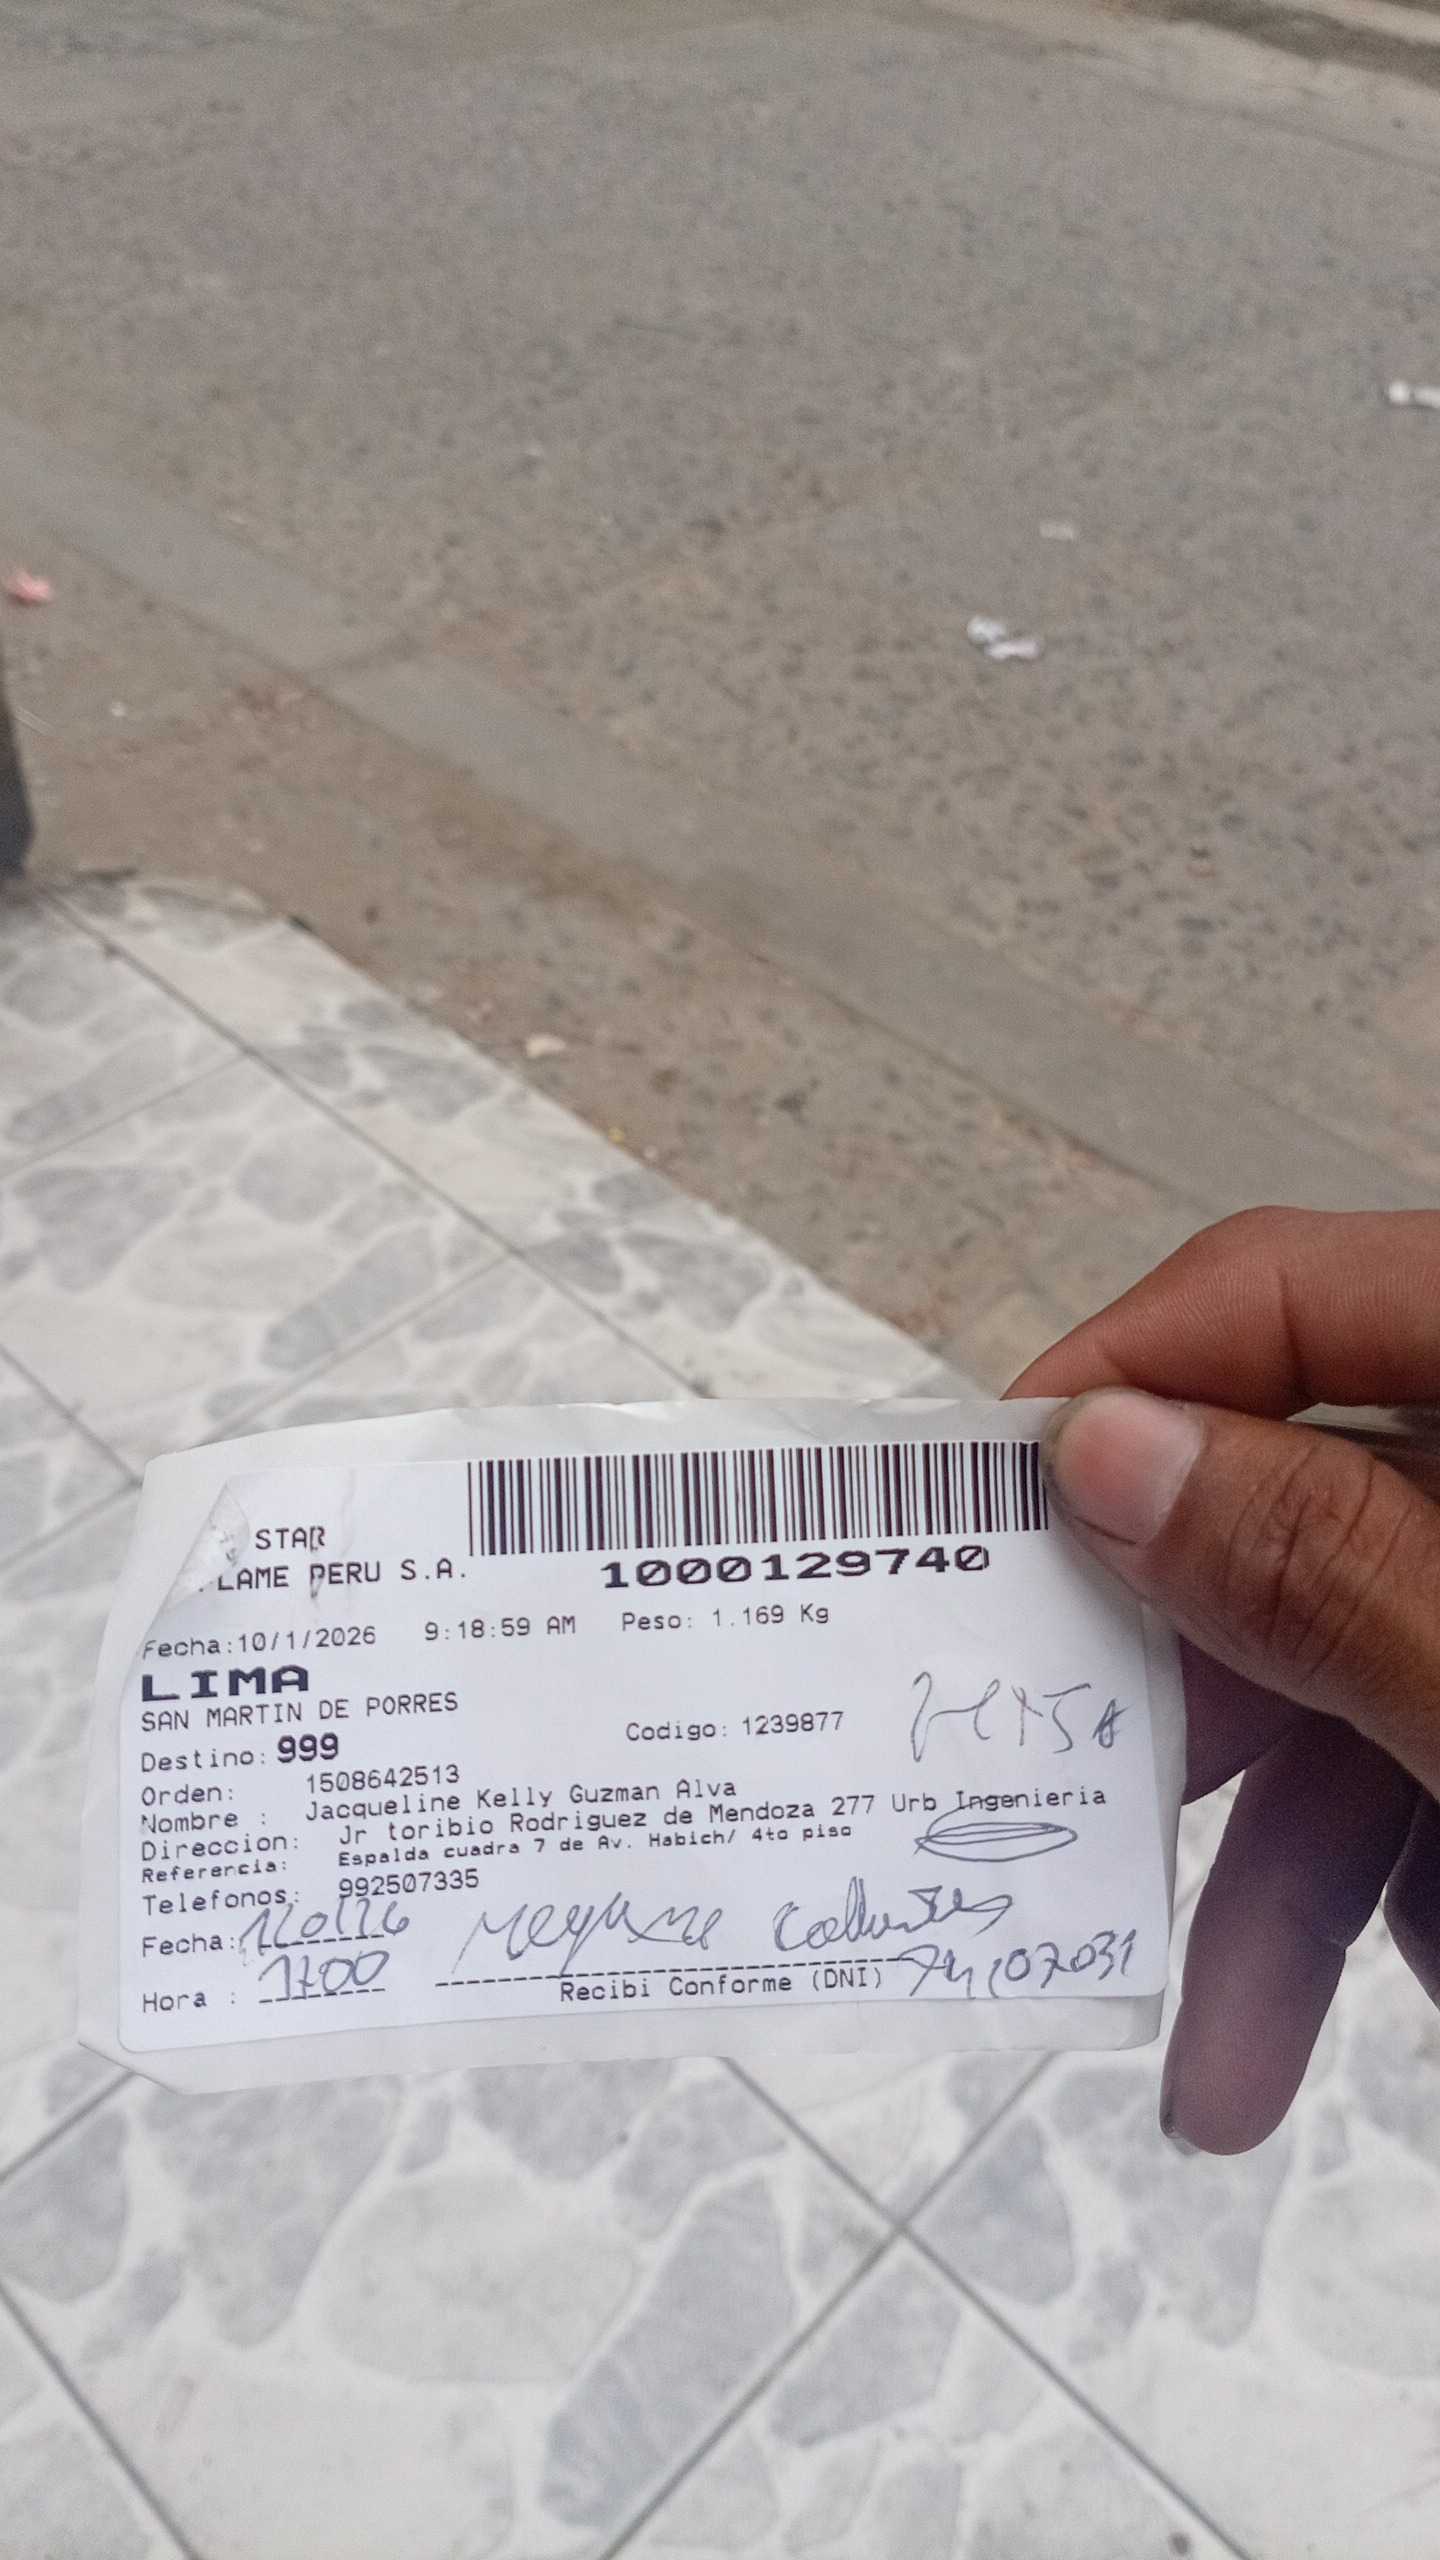 STAR
LAME PERU S.A.
1000129740
Fecha:10/1/2026 9:18:59 AM Peso: 1.169 Kg
LIMA
SAN MARTIN DE PORRES
Codigo: 1239877
Destino: 999
Orden: 1508642513
Nombre : Jacqueline Kelly Guzman Alva
Direccion: Jr toribio Rodriguez de Mendoza 277 Urb Ingenieria
Referencia: Espalda cuadra 7 de Av. Habich/ 4to piso
Telefonos: 992507335
Fecha:
Hora : 1700
Recibi Conforme (DNI) 74107031